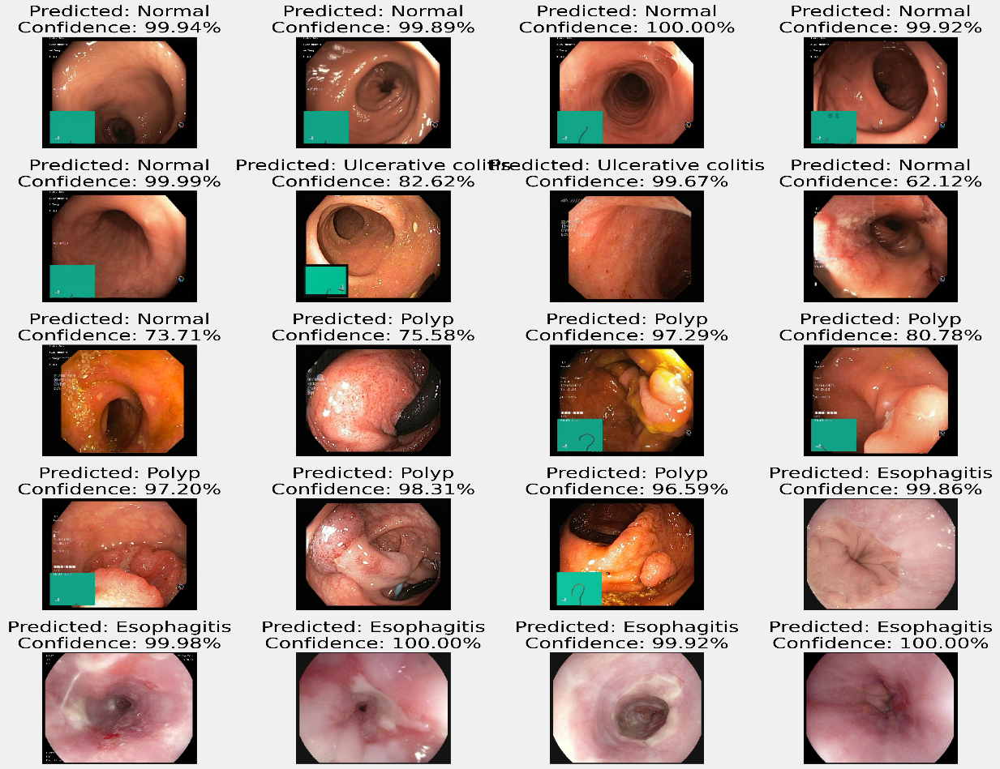 Predicted: Normal
Confidence: 99.94%
Predicted: Normal
Confidence: 99.89%
Predicted: Normal
Confidence: 100.00%
Predicted: Normal
Confidence: 99.92%
Predicted: Normal
Confidence: 99.99%
Predicted: Ulcerative colitis
Confidence: 82.62%
Predicted: Ulcerative colitis
Confidence: 99.67%
Predicted: Normal
Confidence: 62.12%
Predicted: Normal
Confidence: 73.71%
Predicted: Polyp
Confidence: 75.58%
Predicted: Polyp
Confidence: 97.29%
Predicted: Polyp
Confidence: 80.78%
Predicted: Polyp
Confidence: 97.20%
Predicted: Polyp
Confidence: 98.31%
Predicted: Polyp
Confidence: 96.59%
Predicted: Esophagitis
Confidence: 99.86%
Predicted: Esophagitis
Confidence: 99.98%
Predicted: Esophagitis
Confidence: 100.00%
Predicted: Esophagitis
Confidence: 99.92%
Predicted: Esophagitis
Confidence: 100.00%